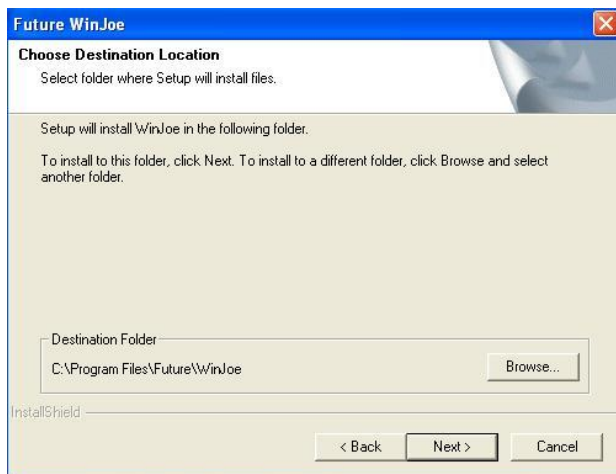 Future WinJoe
Choose Destination Location
Select folder where Setup will install files.
Setup will install WinJoe in the following folder.
To install to this folder, click Next. To install to a different folder, click Browse and select
another folder.
Destination Folder
C:\Program Files\Future\WinJoe
Browse...
InstallShield
< Back
Next >
Cancel